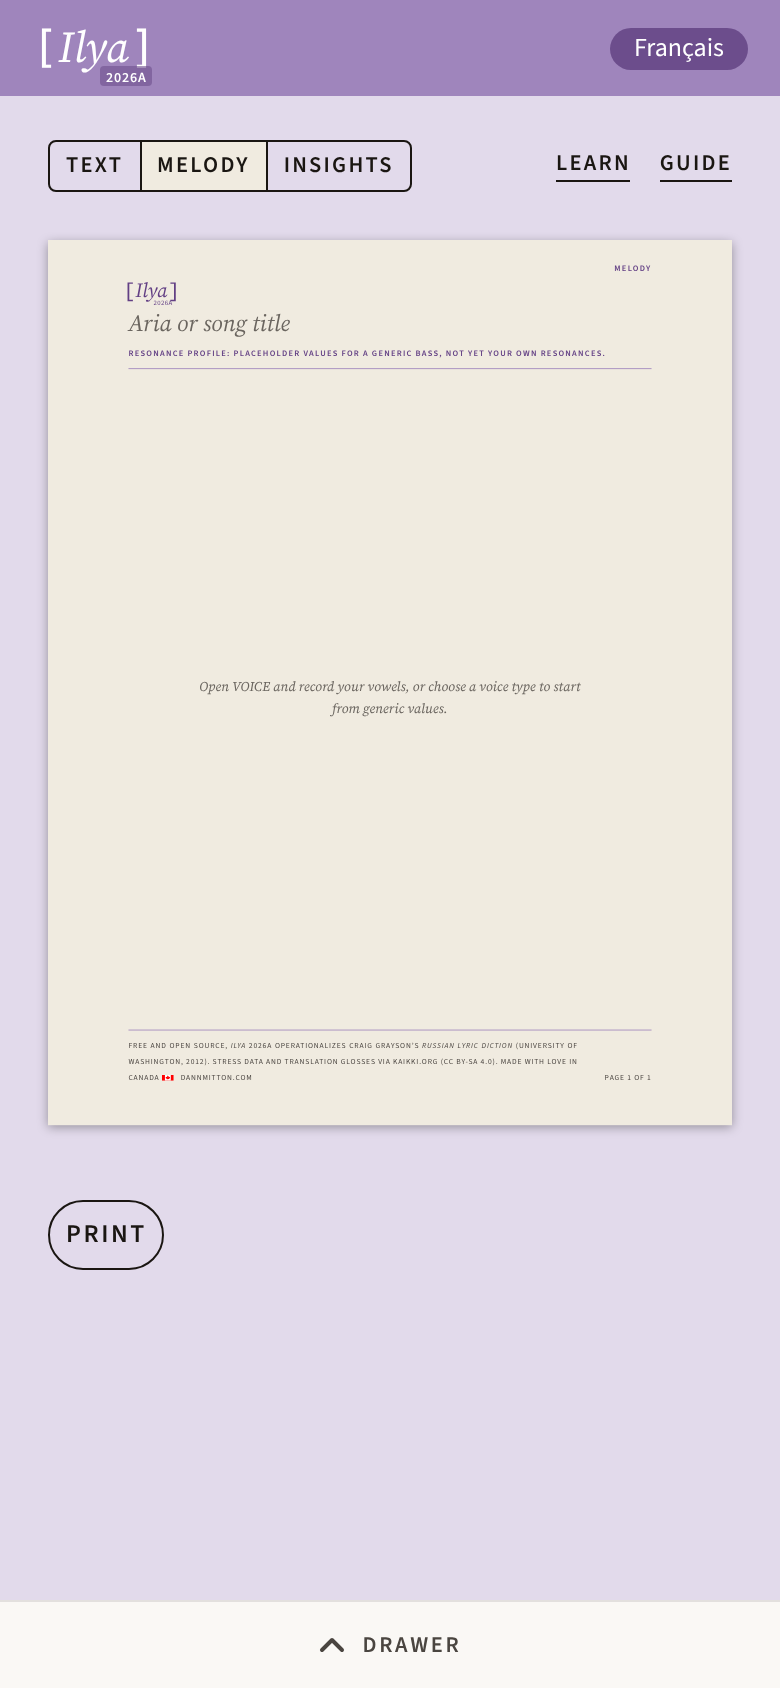 [Ilya]
2026A
Français
TEXT MELODY INSIGHTS LEARN GUIDE
MELODY
[Ilya]
2026A
Aria or song title
RESONANCE PROFILE: PLACEHOLDER VALUES FOR A GENERIC BASS, NOT YET YOUR OWN RESONANCES.
Open VOICE and record your vowels, or choose a voice type to start
from generic values.
FREE AND OPEN SOURCE, ILYA 2026A OPERATIONALIZES CRAIG GRAYSON'S RUSSIAN LYRIC DICTION (UNIVERSITY OF
WASHINGTON, 2012). STRESS DATA AND TRANSLATION GLOSSES VIA KAIKKI.ORG (CC BY-SA 4.0). MADE WITH LOVE IN
CANADA 🇨🇦 DANNMITTON.COM PAGE 1 OF 1
PRINT
DRAWER